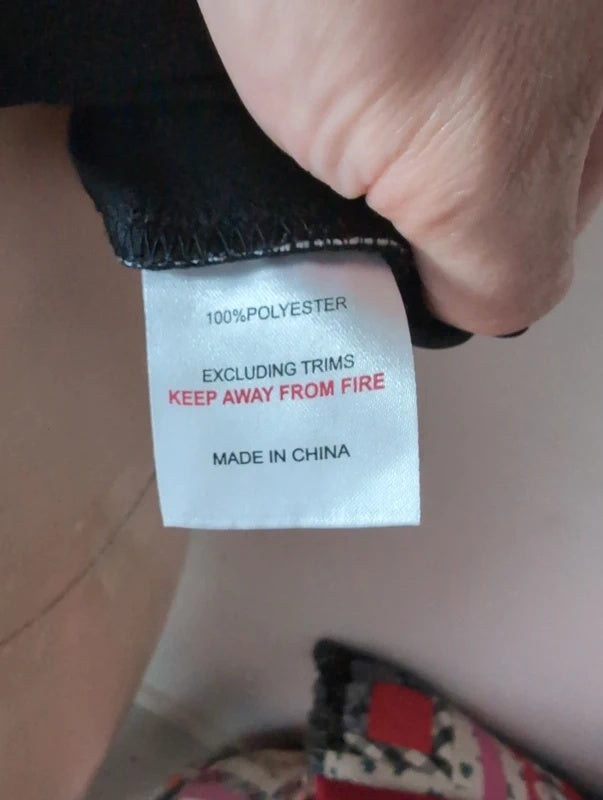 100%POLYESTER
EXCLUDING TRIMS
KEEP AWAY FROM FIRE
MADE IN CHINA